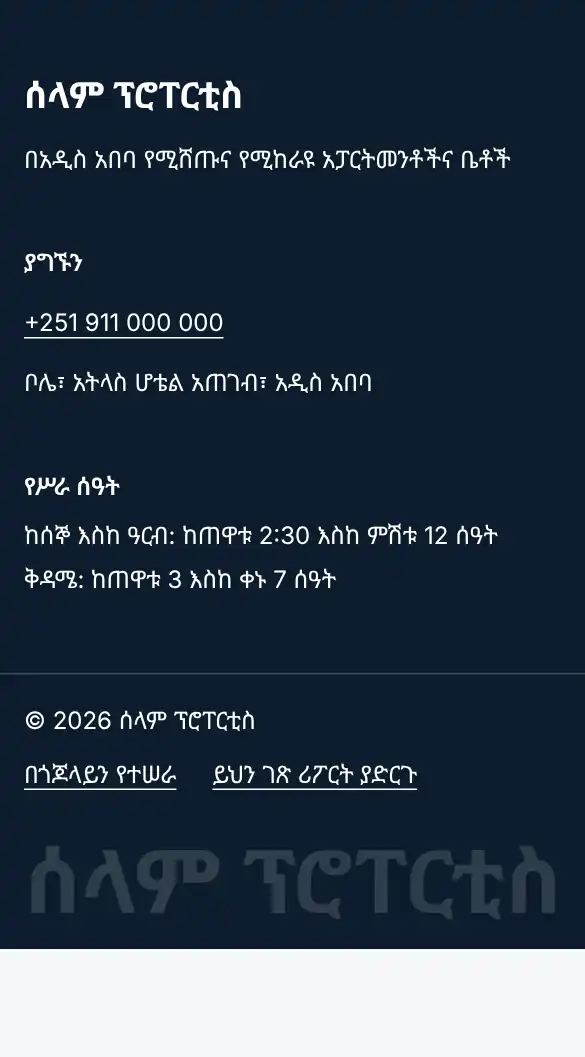 ሰላም ፕሮፐርቲስ
በአዲስ አበባ የሚሸጡና የሚከራዩ አፓርትመንቶችና ቤቶች
ያግኙን
+251 911 000 000
ቦሌ፣ አትላስ ሆቴል አጠገብ፣ አዲስ አበባ
የሥራ ሰዓት
ከሰኞ እስከ ዓርብ: ከጠዋቱ 2:30 እስከ ምሽቱ 12 ሰዓት
ቅዳሜ: ከጠዋቱ 3 እስከ ቀኑ 7 ሰዓት
© 2026 ሰላም ፕሮፐርቲስ
በጎጆላይን የተሠራ ይህን ገጽ ሪፖርት ያድርጉ
ሰላም ፕሮፐርቲስ